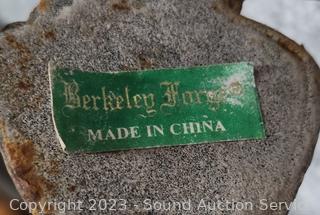 Berkeley Forge®
MADE IN CHINA
Copyright 2023 - Sound Auction Service